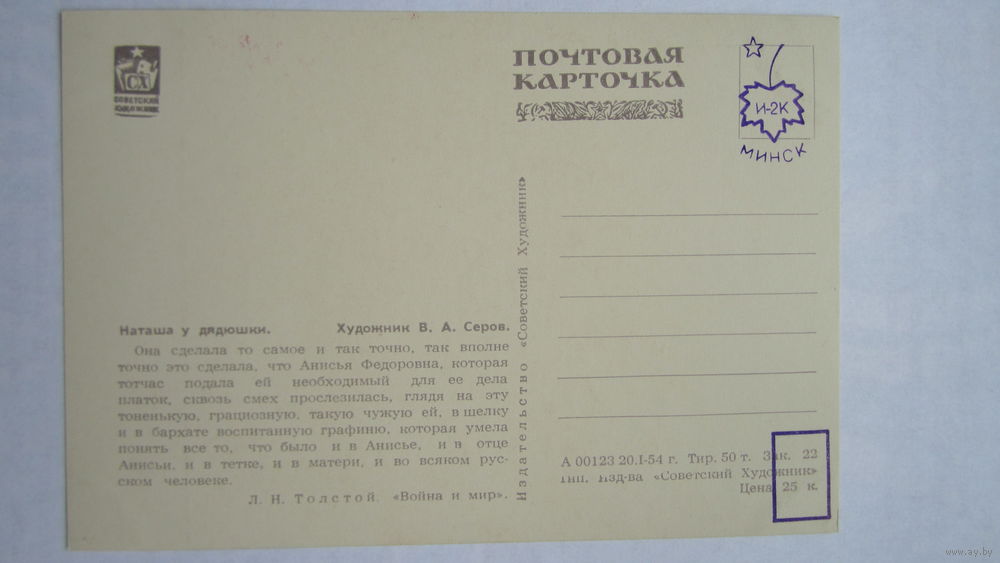 СХ
СОВЕТСКИЙ
ХУДОЖНИК
ПОЧТОВАЯ
КАРТОЧКА
И-2К
МИНСК
Наташа у дядюшки. Художник В. А. Серов.
Она сделала то самое и так точно, так вполне
точно это сделала, что Анисья Федоровна, которая
тотчас подала ей необходимый для ее дела
платок, сквозь смех прослезилась, глядя на эту
тоненькую, грациозную, такую чужую ей, в шелку
и в бархате воспитанную графиню, которая умела
понять все то, что было и в Анисье, и в отце
Анисьи, и в тетке, и в матери, и во всяком рус-
ском человеке.
Л. Н. Толстой. «Война и мир».
Издательство «Советский Художник»
А 00123 20.I-54 г. Тир. 50 т. Зак. 22
Тип. Изд-ва «Советский Художник»
Цена 25 к.
www.ay.by